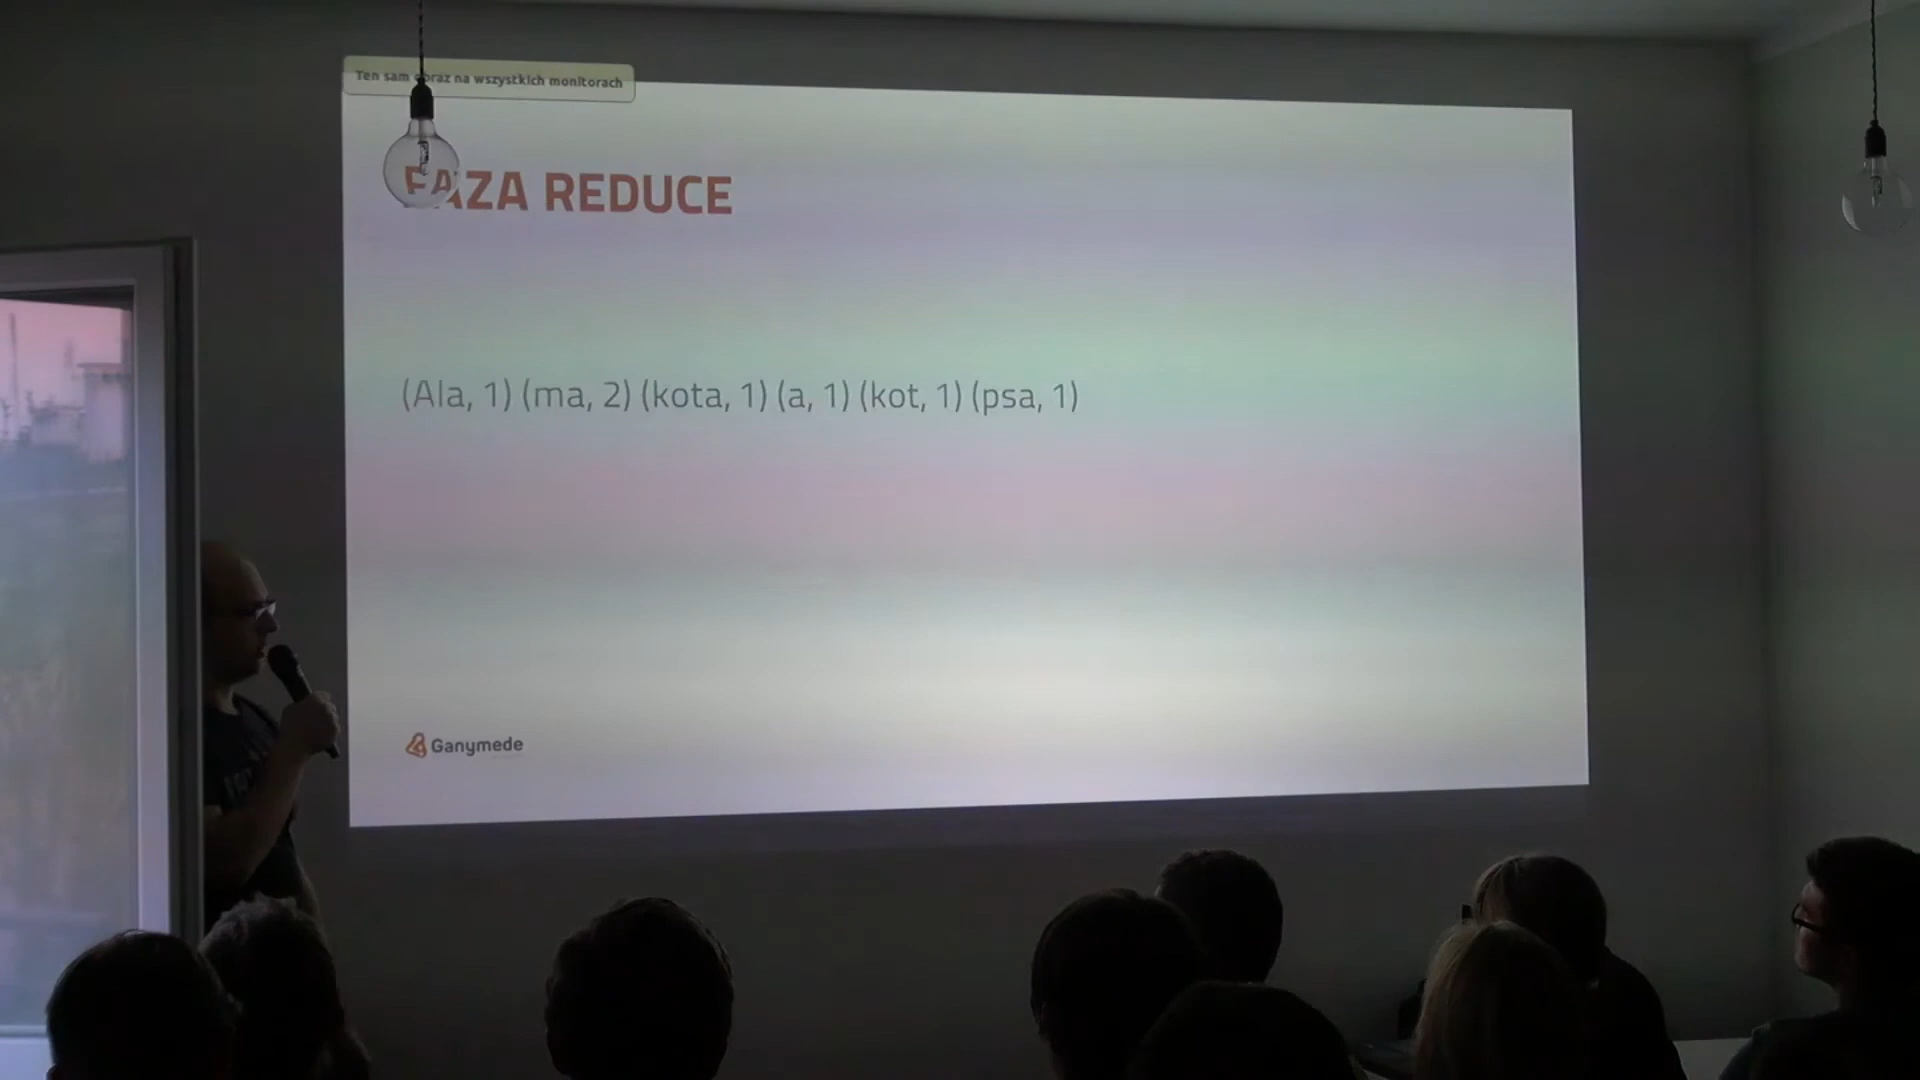 Ten sam obraz na wszystkich monitorach
FAZA REDUCE
(Ala, 1) (ma, 2) (kota, 1) (a, 1) (kot, 1) (psa, 1)
Ganymede